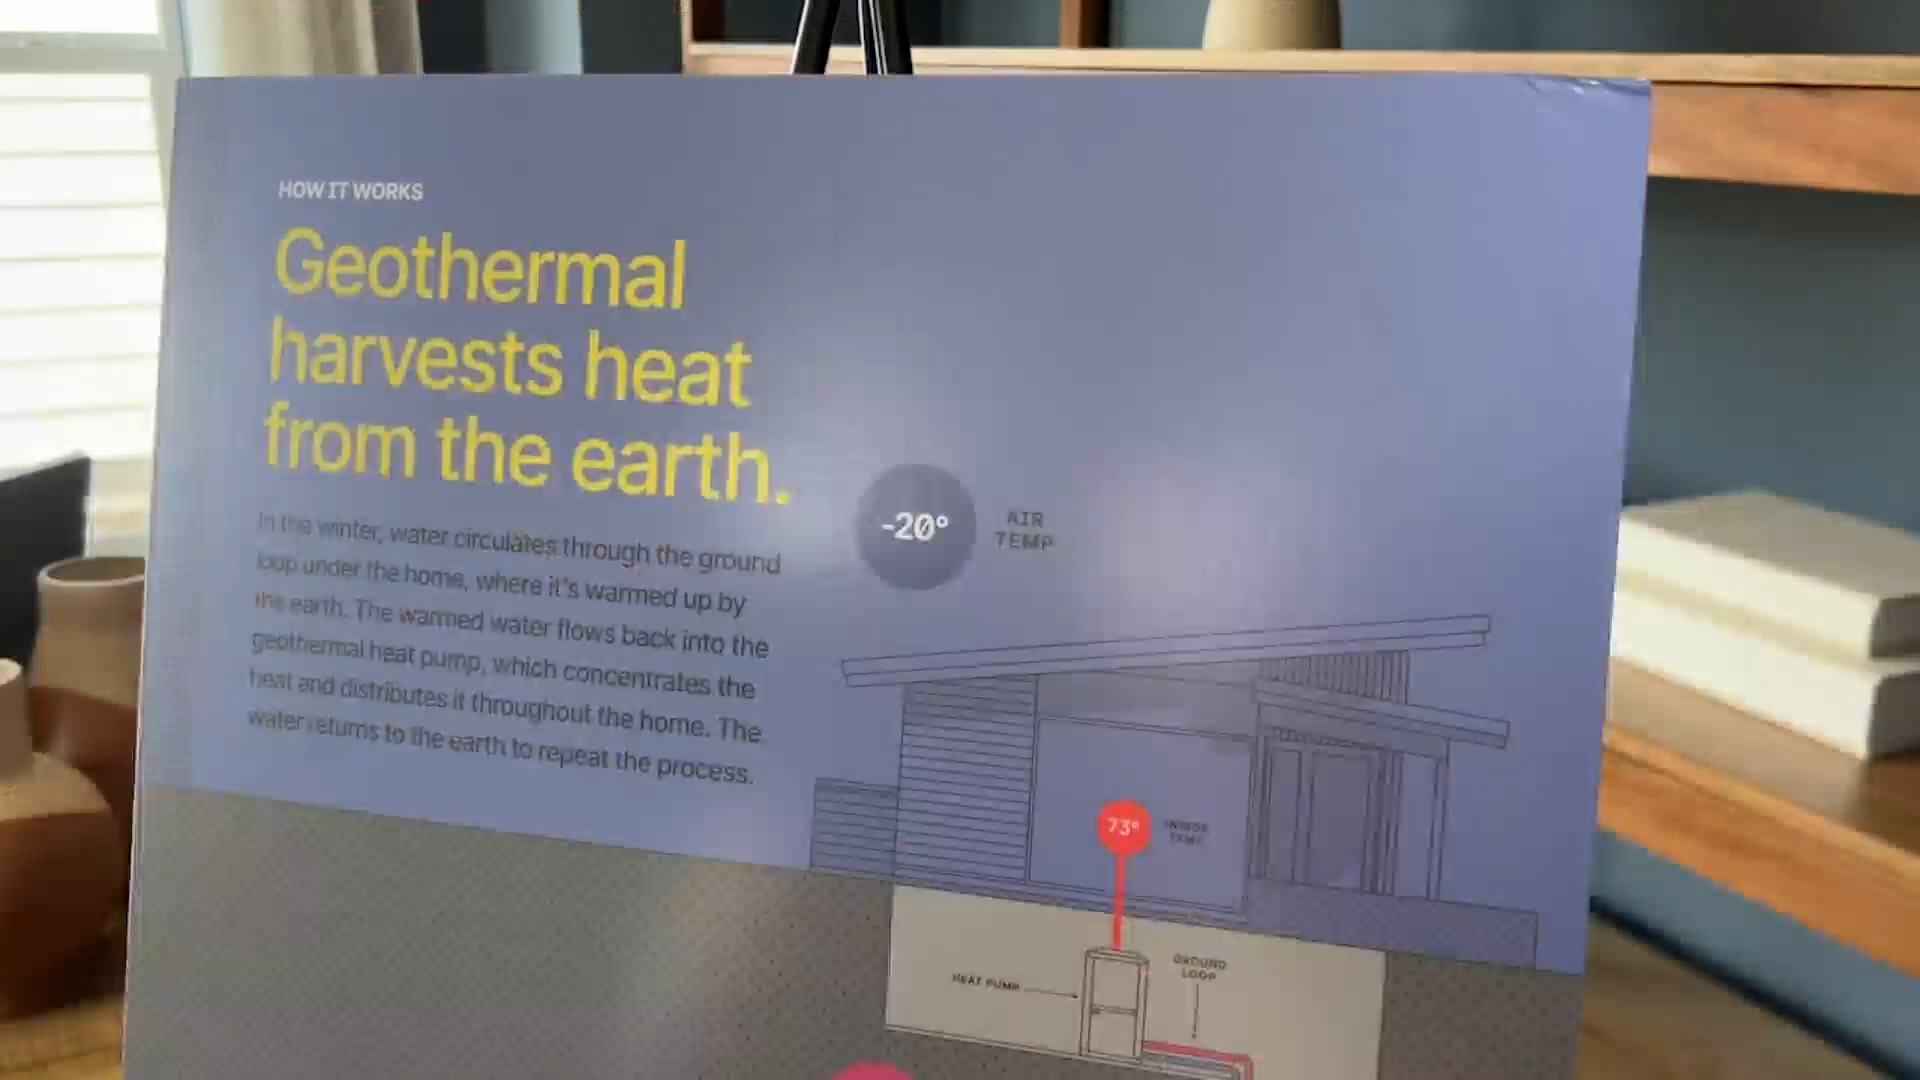 HOW IT WORKS
Geothermal
harvests heat
from the earth.
In the winter, water circulates through the ground
loop under the home, where it's warmed up by
the earth. The warmed water flows back into the
geothermal heat pump, which concentrates the
heat and distributes it throughout the home. The
water returns to the earth to repeat the process.
-20°
AIR
TEMP
73°
INSIDE
TEMP
HEAT PUMP
GROUND
LOOP